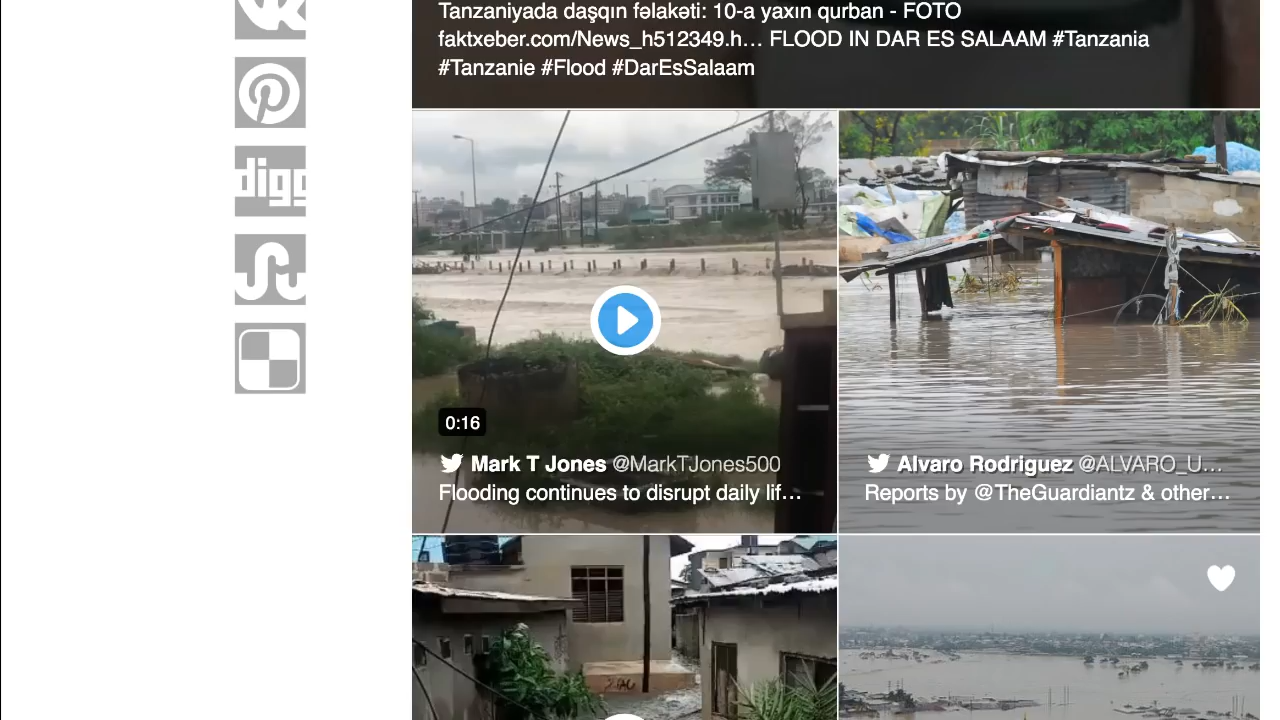 Tanzaniyada daşqın fəlakəti: 10-a yaxın qurban - FOTO
faktxeber.com/News_h512349.h… FLOOD IN DAR ES SALAAM #Tanzania
#Tanzanie #Flood #DarEsSalaam
digg
0:16
Mark T Jones @MarkTJones500
Flooding continues to disrupt daily lif…
Alvaro Rodriguez @ALVARO_U…
Reports by @TheGuardiantz & other…